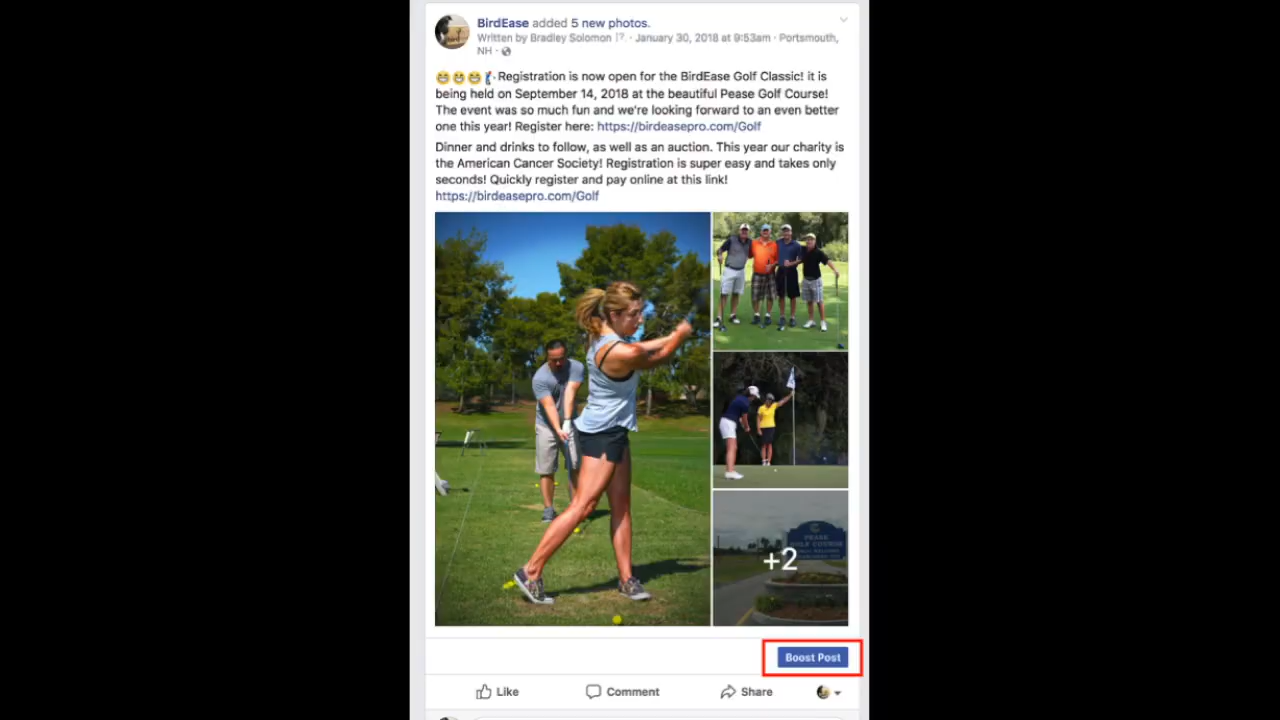 BirdEase added 5 new photos.
Written by Bradley Solomon [?] · January 30, 2018 at 9:53am · Portsmouth,
NH ·
Registration is now open for the BirdEase Golf Classic! it is
being held on September 14, 2018 at the beautiful Pease Golf Course!
The event was so much fun and we're looking forward to an even better
one this year! Register here: https://birdeasepro.com/Golf
Dinner and drinks to follow, as well as an auction. This year our charity is
the American Cancer Society! Registration is super easy and takes only
seconds! Quickly register and pay online at this link!
https://birdeasepro.com/Golf
PEASE
GOLF COURSE
+2
Boost Post
Like Comment Share